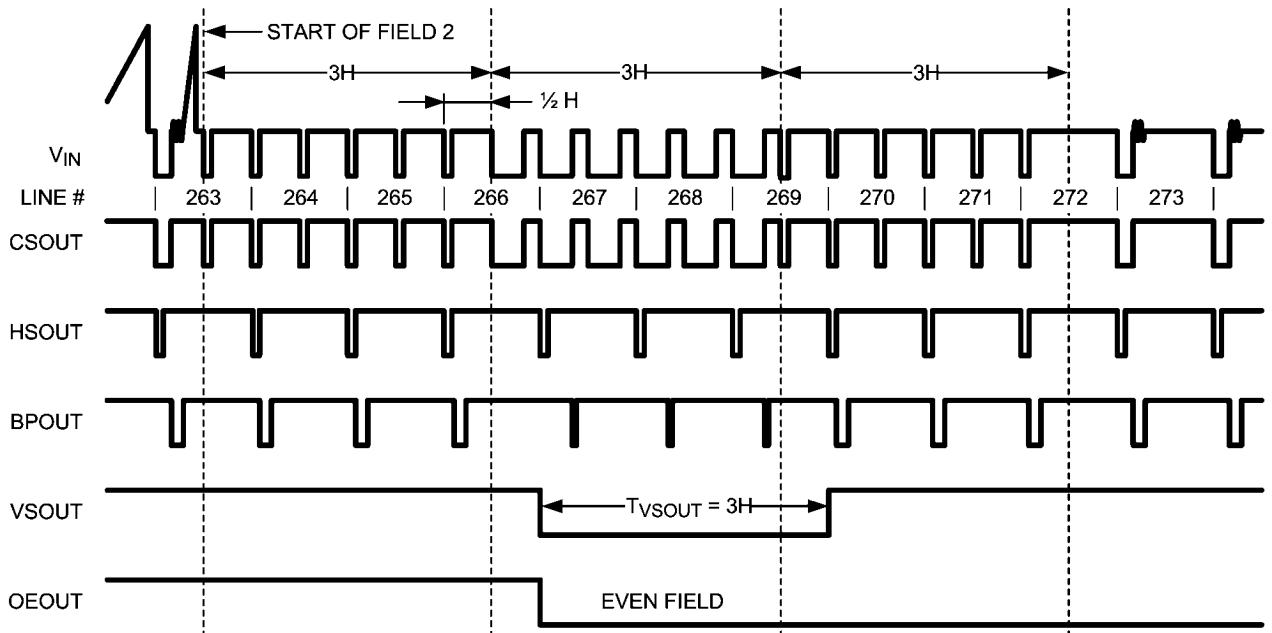 START OF FIELD 2
3H 3H 3H
½ H
VIN
LINE # 263 264 265 266 267 268 269 270 271 272 273
CSOUT
HSOUT
BPOUT
VSOUT TVSOUT = 3H
OEOUT EVEN FIELD